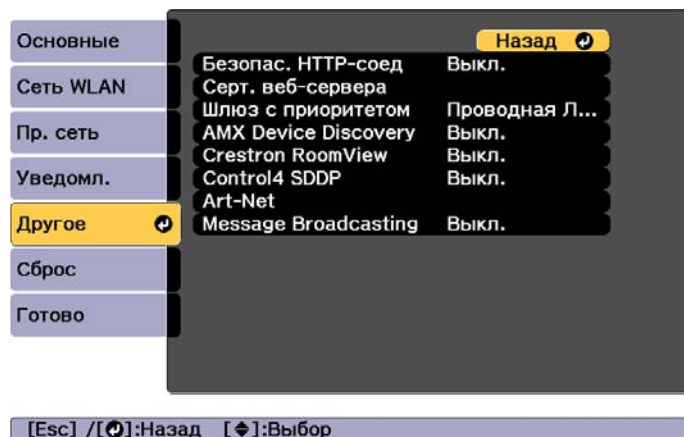 Основные
Сеть WLAN
Пр. сеть
Уведомл.
Другое
Сброс
Готово
Назад
Безопас. HTTP-соед Выкл.
Серт. веб-сервера
Шлюз с приоритетом Проводная Л...
AMX Device Discovery Выкл.
Crestron RoomView Выкл.
Control4 SDDP Выкл.
Art-Net
Message Broadcasting Выкл.
[Esc] /[⏎]:Назад [◆]:Выбор